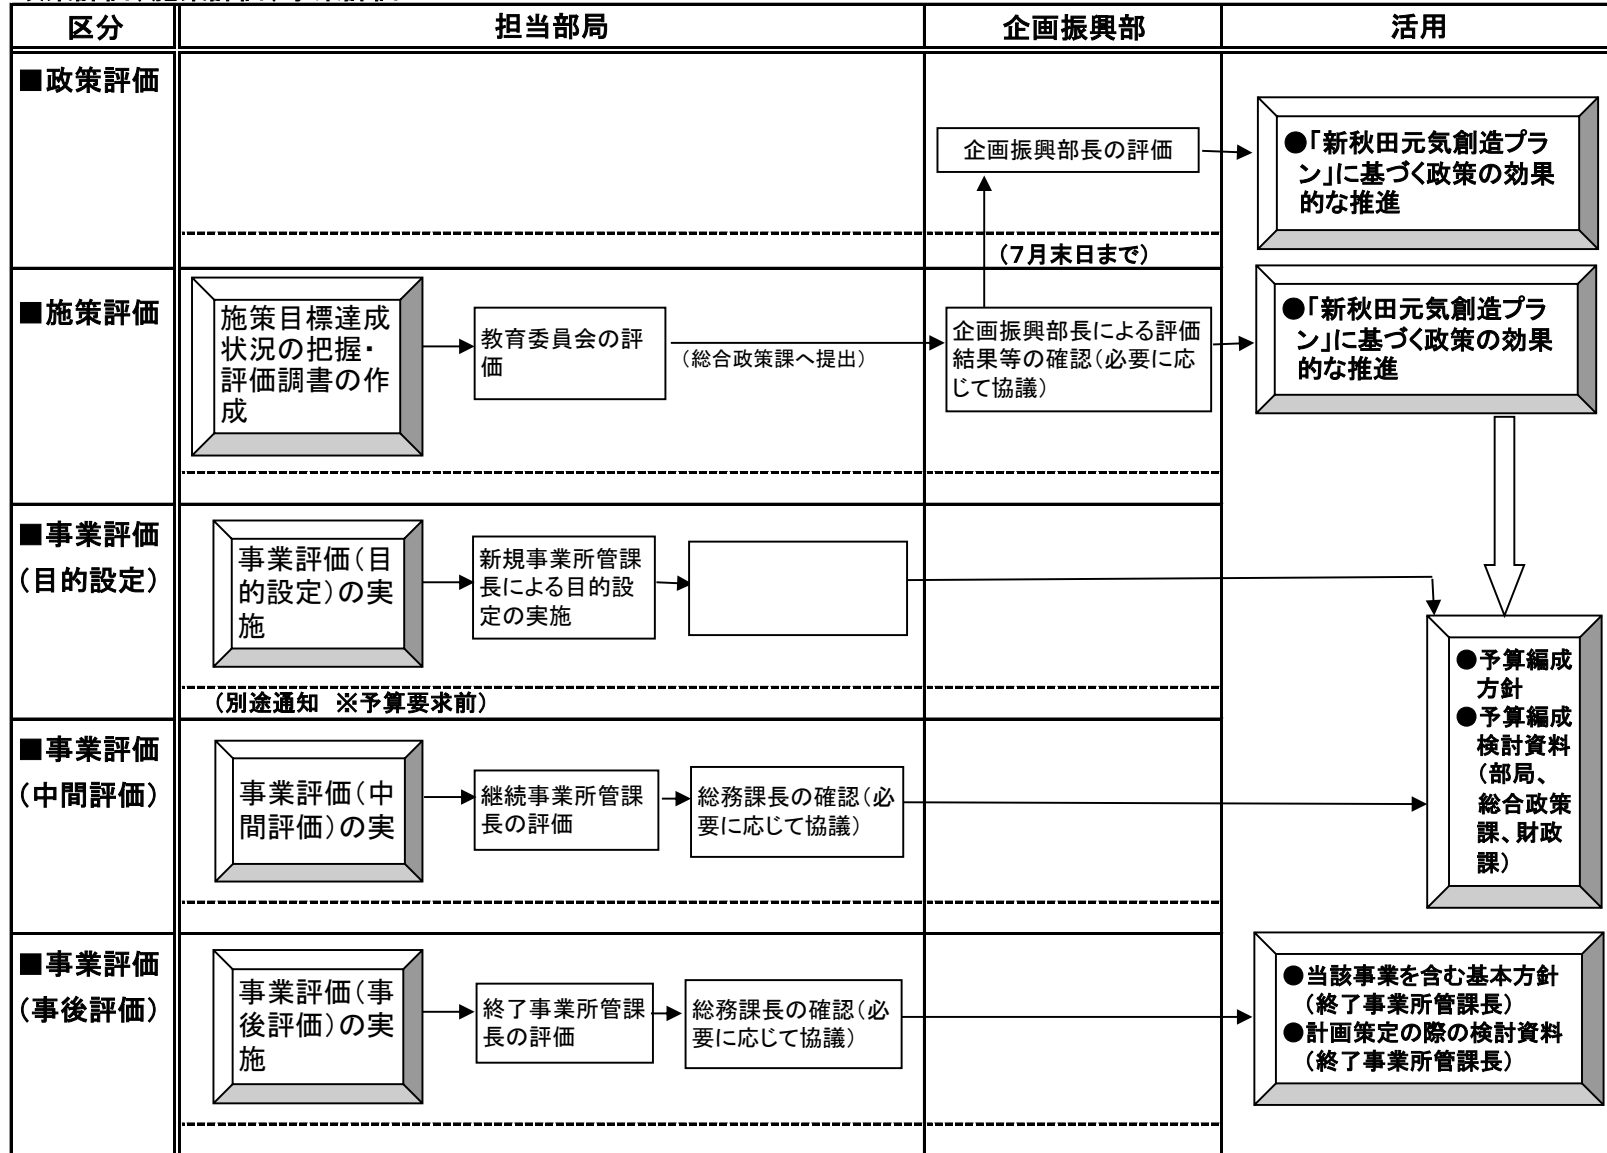 区分
担当部局
企画振興部
活用
■政策評価
企画振興部長の評価
●「新秋田元気創造プラ
ン」に基づく政策の効果
的な推進
(7月末日まで)
■施策評価
施策目標達成
状況の把握・
評価調書の作
成
教育委員会の評
価
(総合政策課へ提出)
企画振興部長による評価
結果等の確認(必要に応
じて協議)
●「新秋田元気創造プラ
ン」に基づく政策の効果
的な推進
■事業評価
(目的設定)
事業評価(目
的設定)の実
施
新規事業所管課
長による目的設
定の実施
(別途通知 ※予算要求前)
●予算編成
方針
●予算編成
検討資料
(部局、
総合政策
課、財政
課)
■事業評価
(中間評価)
事業評価(中
間評価)の実
継続事業所管課
長の評価
総務課長の確認(必
要に応じて協議)
■事業評価
(事後評価)
事業評価(事
後評価)の実
施
終了事業所管課
長の評価
総務課長の確認(必
要に応じて協議)
●当該事業を含む基本方針
(終了事業所管課長)
●計画策定の際の検討資料
(終了事業所管課長)